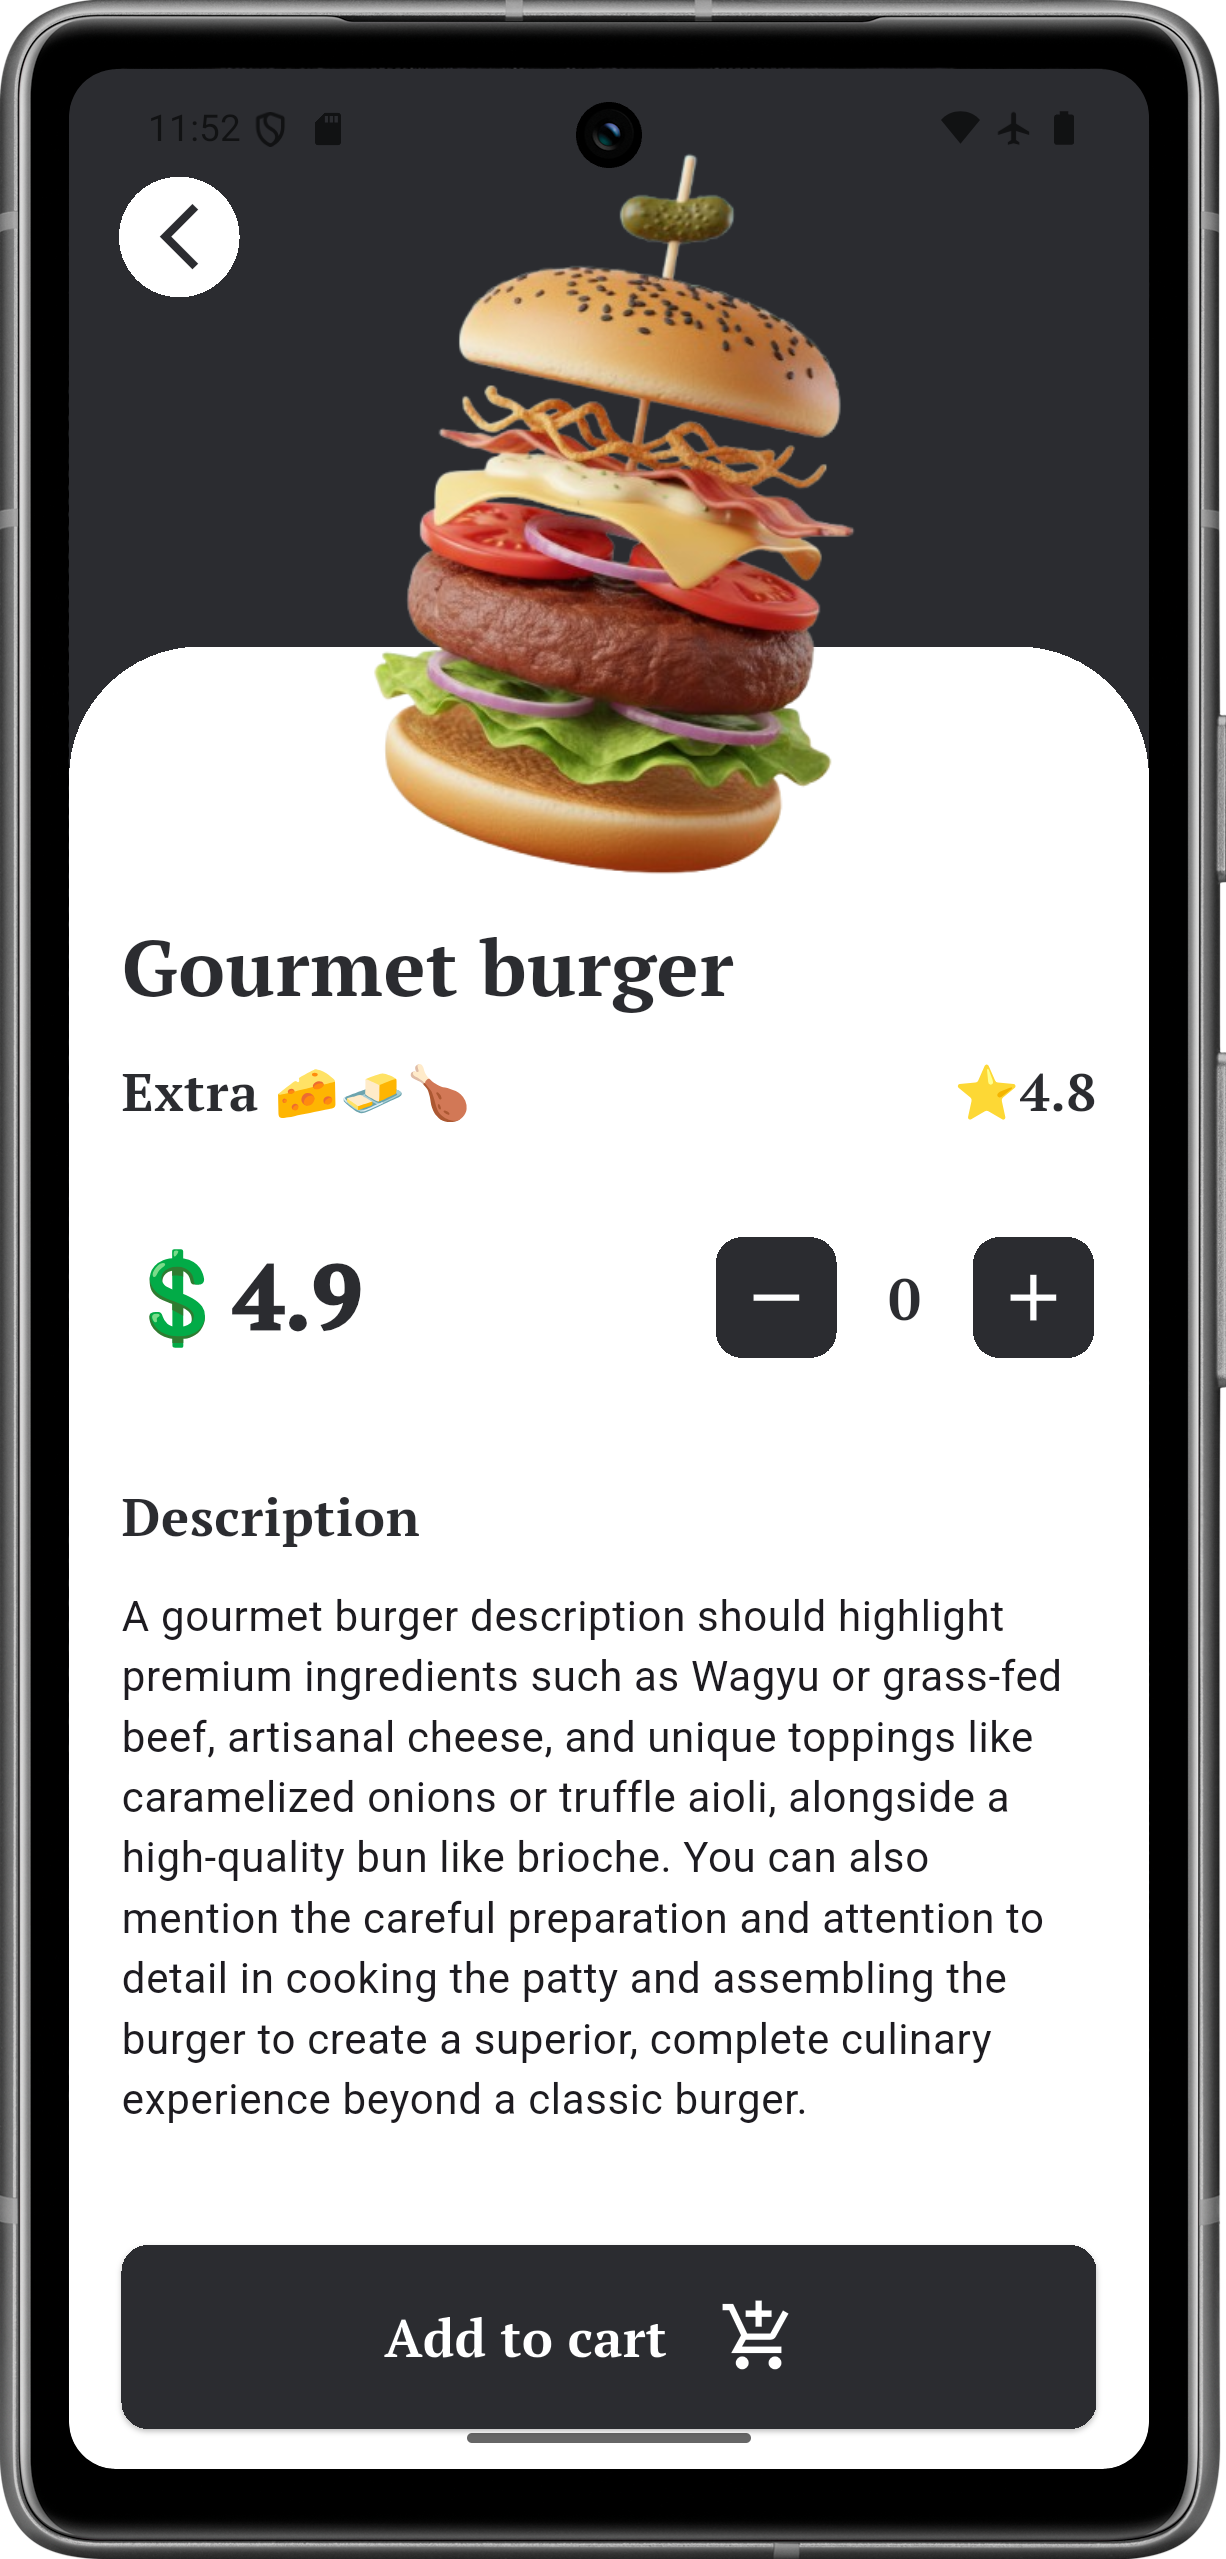 11:52
Gourmet burger
Extra 🧀🧈🍗
⭐4.8
💲4.9
0
Description
A gourmet burger description should highlight
premium ingredients such as Wagyu or grass-fed
beef, artisanal cheese, and unique toppings like
caramelized onions or truffle aioli, alongside a
high-quality bun like brioche. You can also
mention the careful preparation and attention to
detail in cooking the patty and assembling the
burger to create a superior, complete culinary
experience beyond a classic burger.
Add to cart